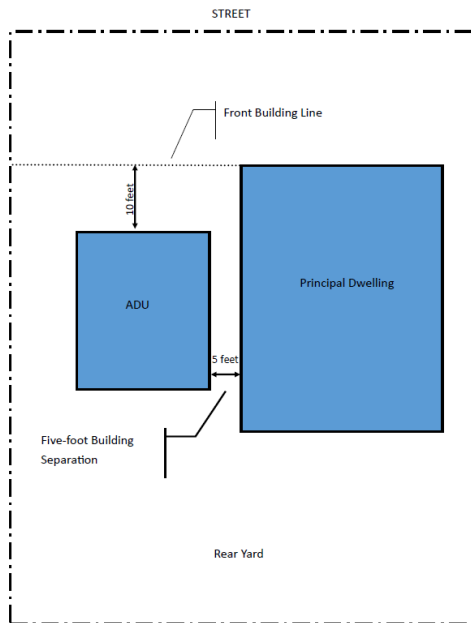 STREET
Front Building Line
10 feet
Principal Dwelling
ADU
5 feet
Five-foot Building
Separation
Rear Yard